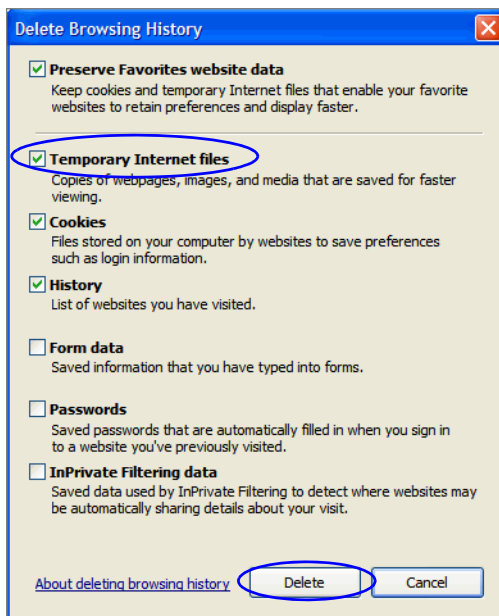 Delete Browsing History
Preserve Favorites website data
Keep cookies and temporary Internet files that enable your favorite
websites to retain preferences and display faster.
Temporary Internet files
Copies of webpages, images, and media that are saved for faster
viewing.
Cookies
Files stored on your computer by websites to save preferences
such as login information.
History
List of websites you have visited.
Form data
Saved information that you have typed into forms.
Passwords
Saved passwords that are automatically filled in when you sign in
to a website you've previously visited.
InPrivate Filtering data
Saved data used by InPrivate Filtering to detect where websites may
be automatically sharing details about your visit.
About deleting browsing history Delete Cancel